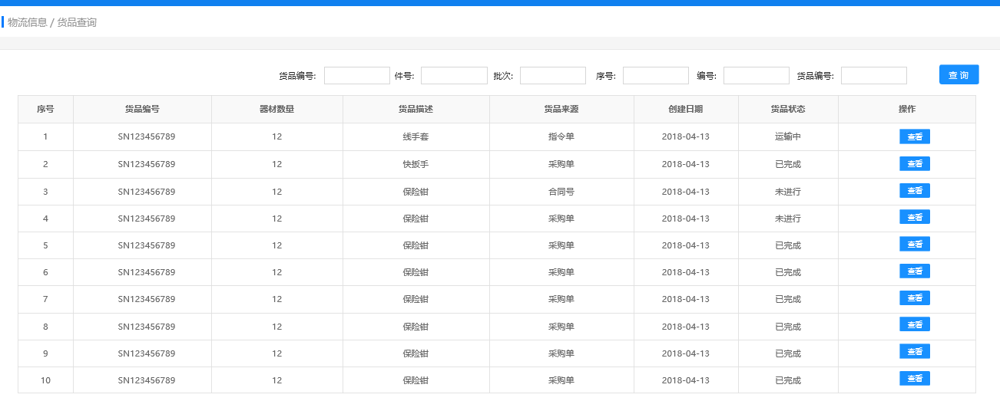 物流信息 / 货品查询
货品编号: 件号: 批次: 序号: 编号: 货品编号: 查 询
序号 货品编号 器材数量 货品描述 货品来源 创建日期 货品状态 操作
1 SN123456789 12 线手套 指令单 2018-04-13 运输中 查看
2 SN123456789 12 快扳手 采购单 2018-04-13 已完成 查看
3 SN123456789 12 保险钳 合同号 2018-04-13 未进行 查看
4 SN123456789 12 保险钳 采购单 2018-04-13 未进行 查看
5 SN123456789 12 保险钳 采购单 2018-04-13 已完成 查看
6 SN123456789 12 保险钳 采购单 2018-04-13 已完成 查看
7 SN123456789 12 保险钳 采购单 2018-04-13 已完成 查看
8 SN123456789 12 保险钳 采购单 2018-04-13 已完成 查看
9 SN123456789 12 保险钳 采购单 2018-04-13 已完成 查看
10 SN123456789 12 保险钳 采购单 2018-04-13 已完成 查看